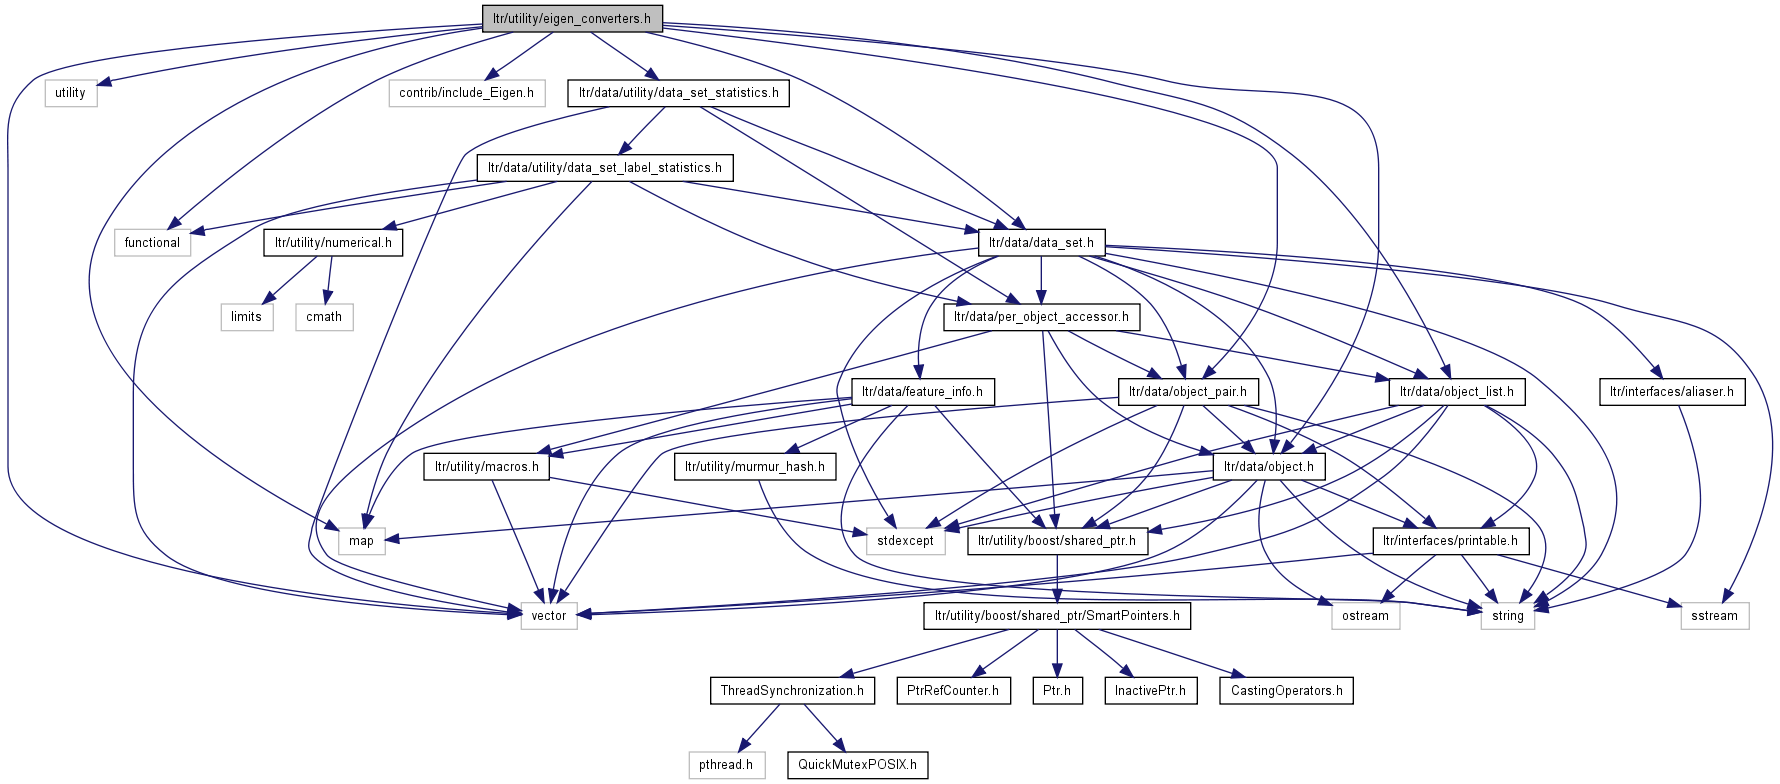 ltr/utility/eigen_converters.h
utility
contrib/include_Eigen.h
ltr/data/utility/data_set_statistics.h
ltr/data/utility/data_set_label_statistics.h
functional
ltr/utility/numerical.h
ltr/data/data_set.h
limits
cmath
ltr/data/per_object_accessor.h
ltr/data/feature_info.h
ltr/data/object_pair.h
ltr/data/object_list.h
ltr/interfaces/aliaser.h
ltr/utility/macros.h
ltr/utility/murmur_hash.h
ltr/data/object.h
map
stdexcept
ltr/utility/boost/shared_ptr.h
ltr/interfaces/printable.h
vector
ltr/utility/boost/shared_ptr/SmartPointers.h
ostream
string
sstream
ThreadSynchronization.h
PtrRefCounter.h
Ptr.h
InactivePtr.h
CastingOperators.h
pthread.h
QuickMutexPOSIX.h